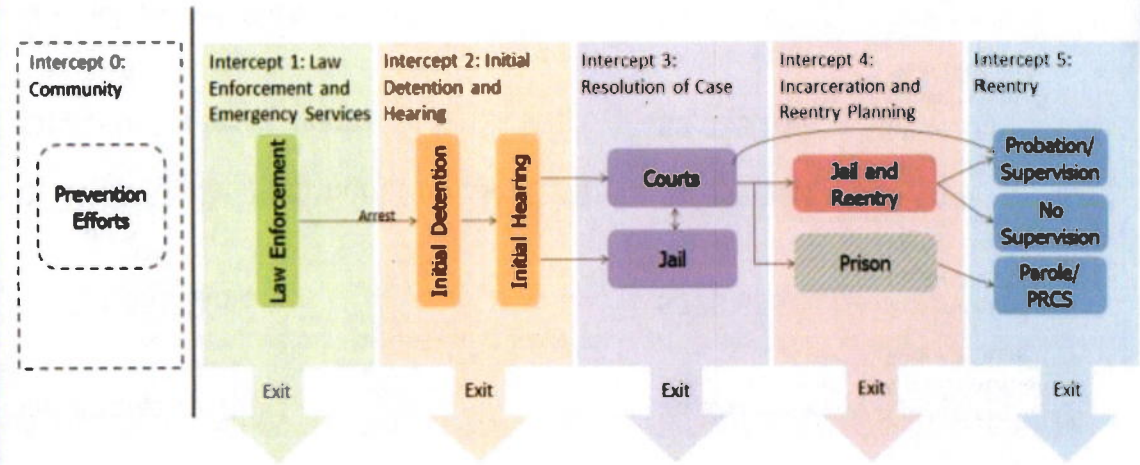 Intercept 0:
Community
Prevention
Efforts
Intercept 1: Law
Enforcement and
Emergency Services
Law Enforcement
Arrest
Exit
Intercept 2: Initial
Detention and
Hearing
Initial Detention
Initial Hearing
Exit
Intercept 3:
Resolution of Case
Courts
Jail
Exit
Intercept 4:
Incarceration and
Reentry Planning
Jail and
Reentry
Prison
Exit
Intercept 5:
Reentry
Probation/
Supervision
No
Supervision
Parole/
PRCS
Exit